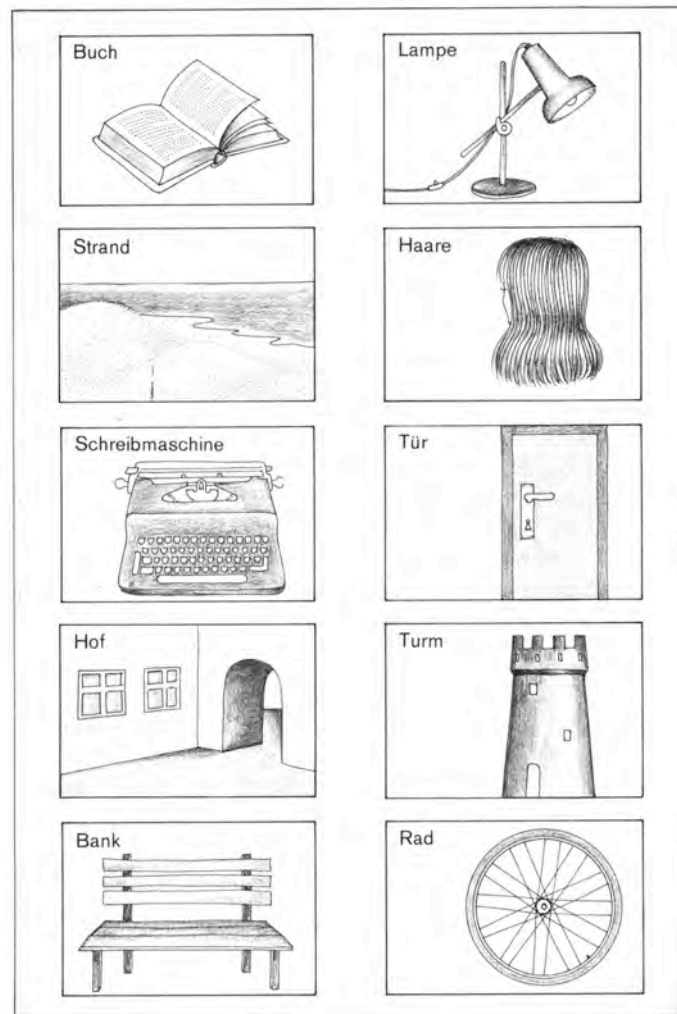 Buch
Lampe
Strand
Haare
Schreibmaschine
Tür
Hof
Turm
Bank
Rad